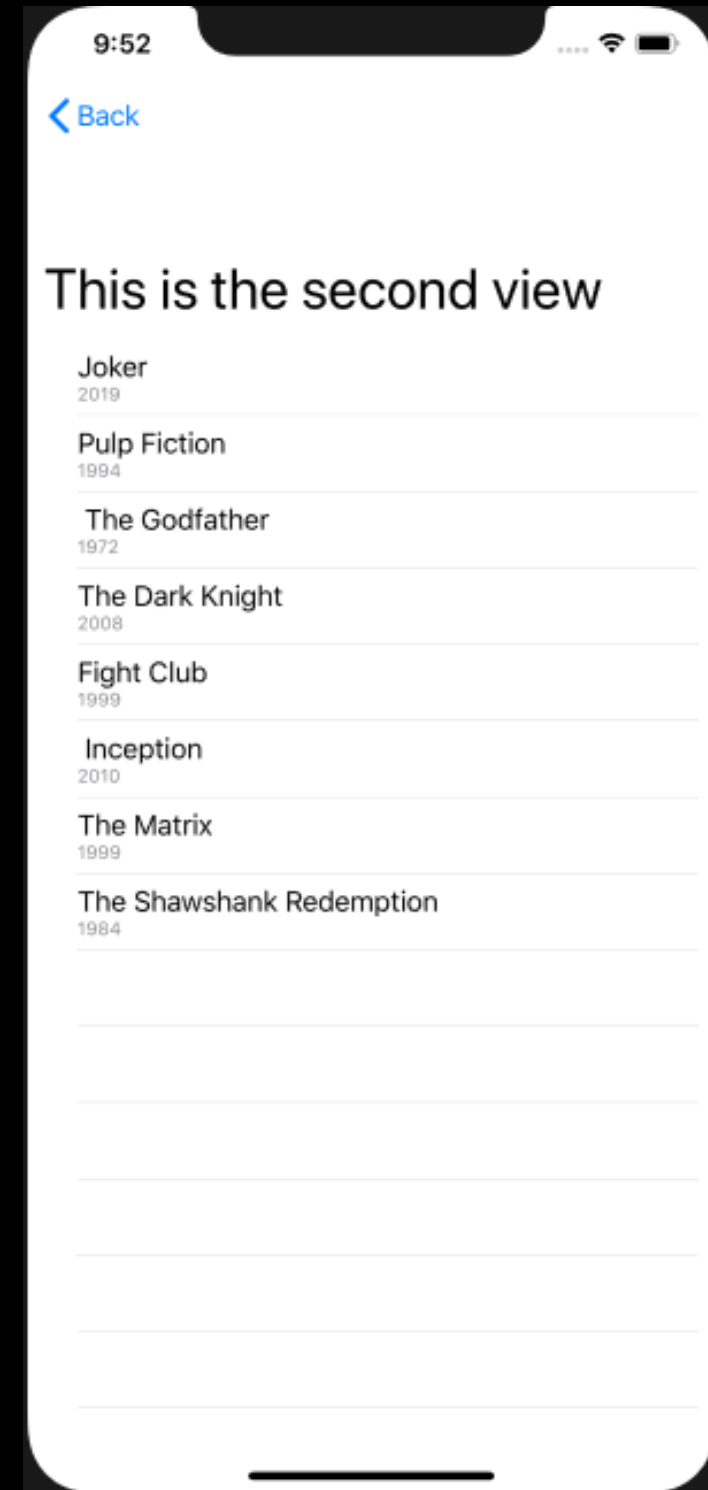 9:52
Back
This is the second view
Joker
2019
Pulp Fiction
1994
The Godfather
1972
The Dark Knight
2008
Fight Club
1999
Inception
2010
The Matrix
1999
The Shawshank Redemption
1984